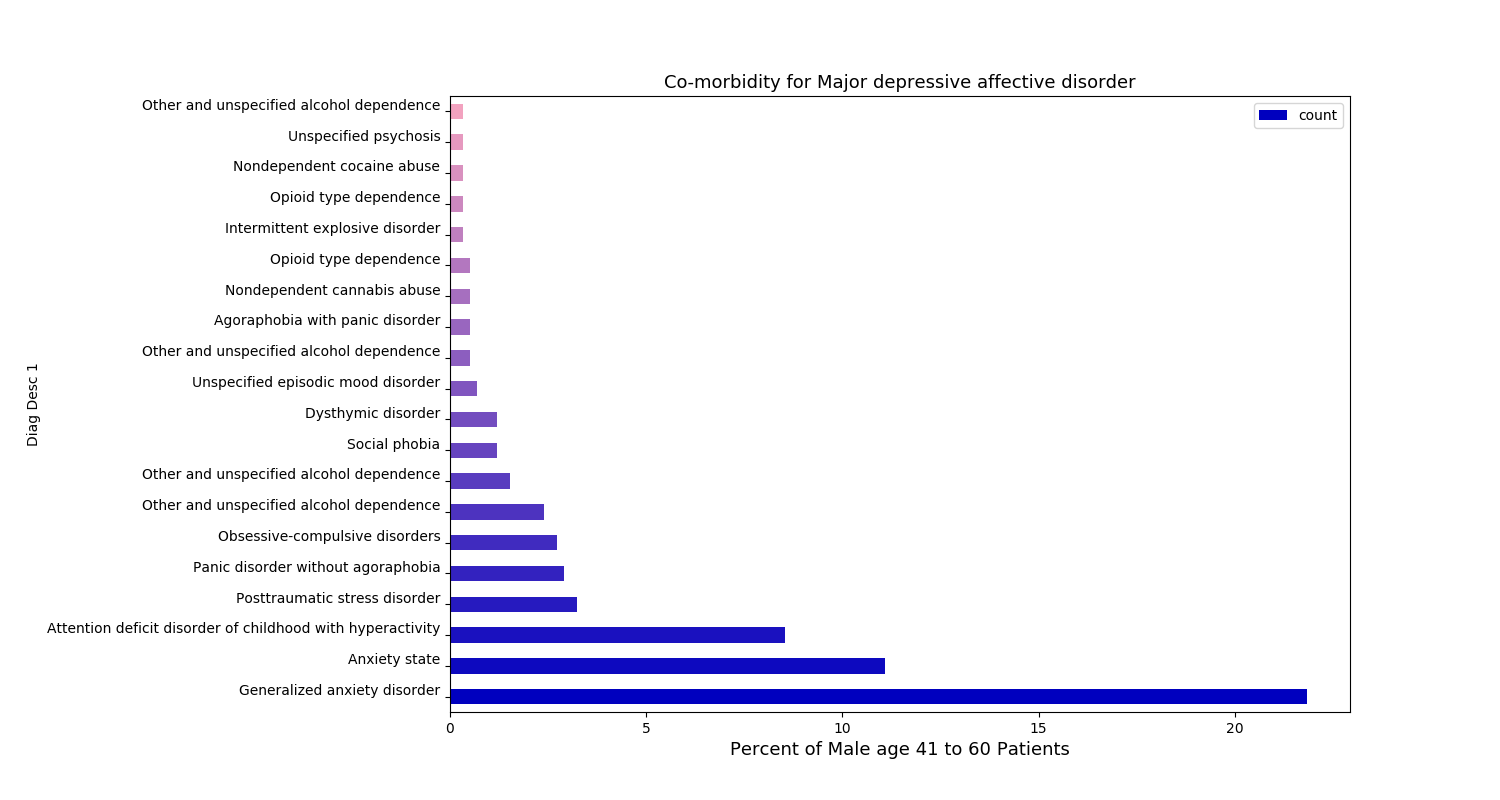 Co-morbidity for Major depressive affective disorder
count
Other and unspecified alcohol dependence
Unspecified psychosis
Nondependent cocaine abuse
Opioid type dependence
Intermittent explosive disorder
Opioid type dependence
Nondependent cannabis abuse
Agoraphobia with panic disorder
Other and unspecified alcohol dependence
Unspecified episodic mood disorder
Dysthymic disorder
Social phobia
Other and unspecified alcohol dependence
Other and unspecified alcohol dependence
Obsessive-compulsive disorders
Panic disorder without agoraphobia
Posttraumatic stress disorder
Attention deficit disorder of childhood with hyperactivity
Anxiety state
Generalized anxiety disorder
Diag Desc 1
0 5 10 15 20
Percent of Male age 41 to 60 Patients